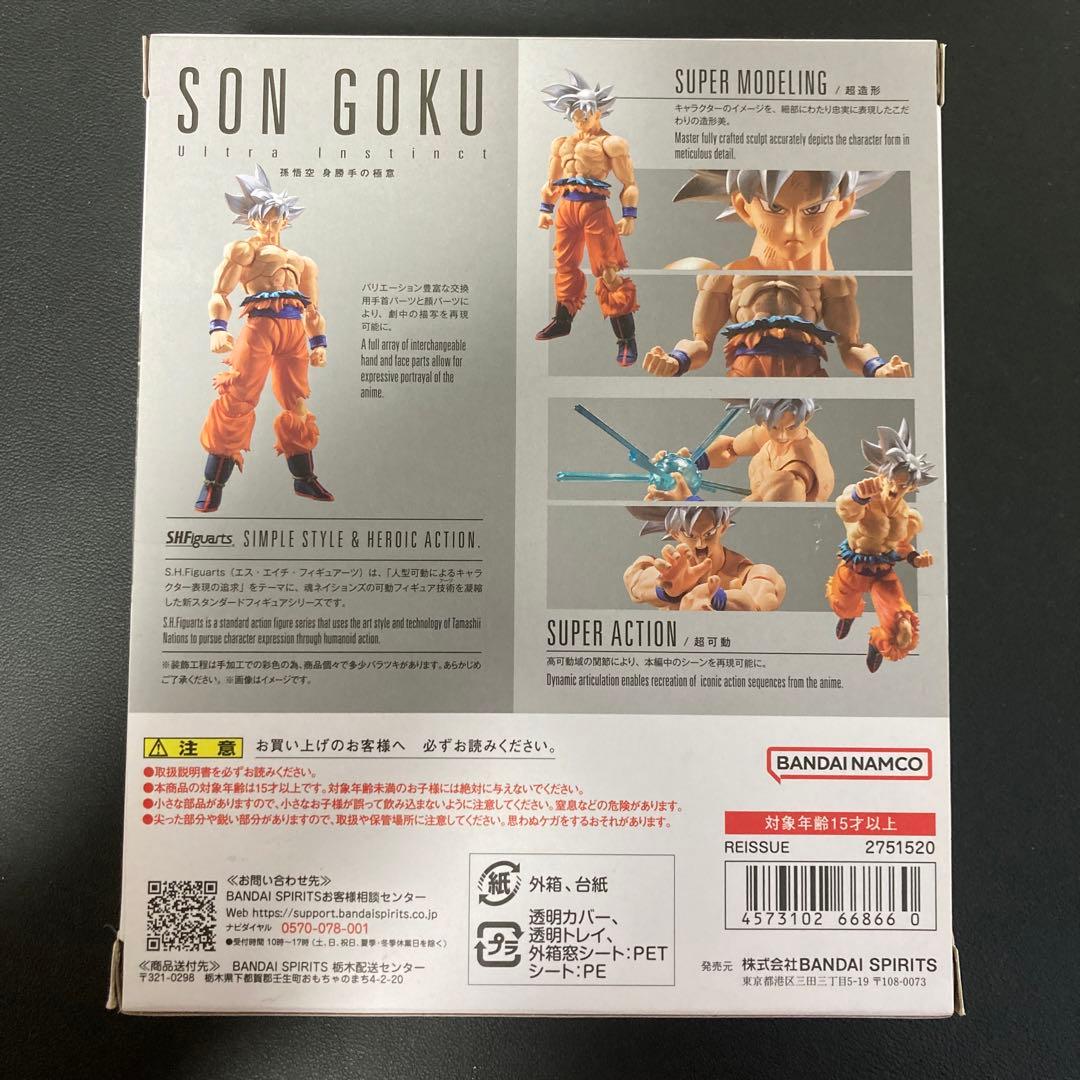 SON GOKU
Ultra Instinct
孫悟空 身勝手の極意
バリエーション豊富な交換
用手首パーツと顔パーツに
より、劇中の描写を再現
可能に。
A full array of interchangeable
hand and face parts allow for
expressive portrayal of the
anime.
S.H.Figuarts. SIMPLE STYLE & HEROIC ACTION.
S.H.Figuarts（エス・エイチ・フィギュアーツ）は、「人型可動によるキャラ
クター表現の追求」をテーマに、魂ネイションズの可動フィギュア技術を凝縮
した新スタンダードフィギュアシリーズです。
S.H.Figuarts is a standard action figure series that uses the art style and technology of Tamashii
Nations to pursue character expression through humanoid action.
※装飾工程は手加工での彩色の為、商品個々で多少バラツキがあります。あらかじめ
ご了承ください。※画像はイメージです。
SUPER MODELING / 超造形
キャラクターのイメージを、細部にわたり忠実に表現したこだ
わりの造形美。
Master fully crafted sculpt accurately depicts the character form in
meticulous detail.
SUPER ACTION / 超可動
高可動域の関節により、本編中のシーンを再現可能に。
Dynamic articulation enables recreation of iconic action sequences from the anime.
注意 お買い上げのお客様へ 必ずお読みください。
●取扱説明書を必ずお読みください。
●本商品の対象年齢は15才以上です。対象年齢未満のお子様には絶対に与えないでください。
●小さな部品がありますので、小さなお子様が誤って飲み込まないように注意してください。窒息などの危険があります。
●尖った部分や鋭い部分がありますので、取扱や保管場所に注意してください。思わぬケガをするおそれがあります。
≪お問い合わせ先≫
BANDAI SPIRITSお客様相談センター
Web https://support.bandaispirits.co.jp
ナビダイヤル 0570-078-001
●受付時間 10時～17時（土、日、祝日、夏季・冬季休業日を除く）
≪商品送付先≫ BANDAI SPIRITS 栃木配送センター
〒321-0298 栃木県下都賀郡壬生町おもちゃのまち4-2-20
紙 外箱、台紙
プラ 透明カバー、
透明トレイ、
外箱窓シート:PET
シート:PE
BANDAI NAMCO
対象年齢15才以上
REISSUE 2751520
4573102 66866 0
発売元 株式会社BANDAI SPIRITS
東京都港区三田三丁目5-19 〒108-0073